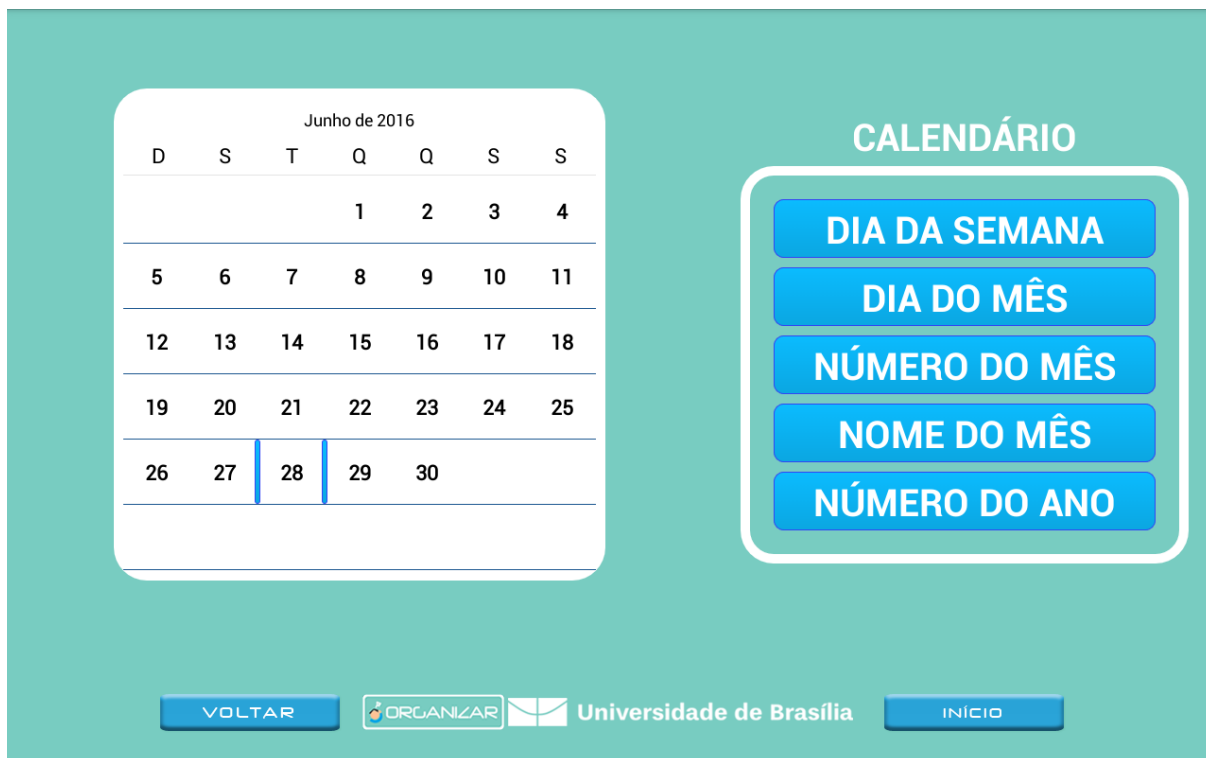 Junho de 2016
D S T Q Q S S
1 2 3 4
5 6 7 8 9 10 11
12 13 14 15 16 17 18
19 20 21 22 23 24 25
26 27 28 29 30
CALENDÁRIO
DIA DA SEMANA
DIA DO MÊS
NÚMERO DO MÊS
NOME DO MÊS
NÚMERO DO ANO
VOLTAR
ORGANIZAR
Universidade de Brasília
INÍCIO